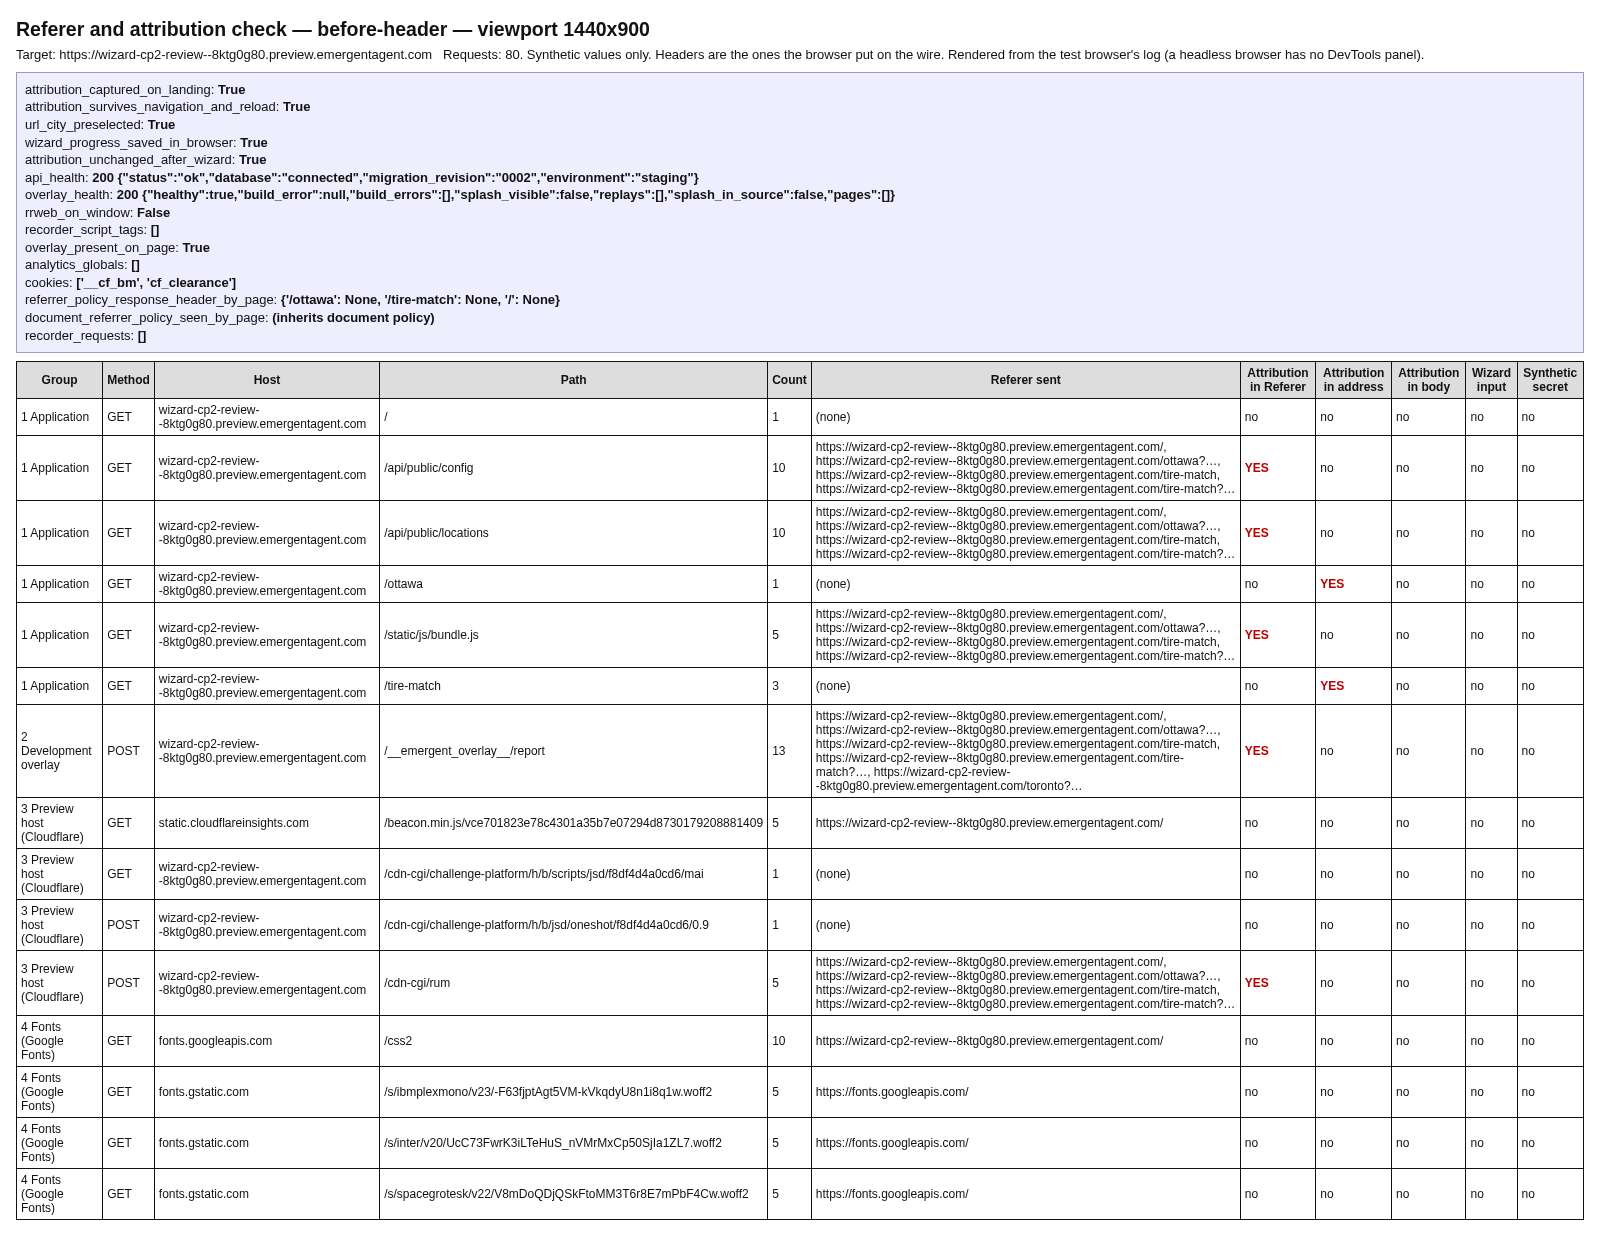 Referer and attribution check — before-header — viewport 1440x900
Target: https://wizard-cp2-review--8ktg0g80.preview.emergentagent.com   Requests: 80. Synthetic values only. Headers are the ones the browser put on the wire. Rendered from the test browser's log (a headless browser has no DevTools panel).
attribution_captured_on_landing: True
attribution_survives_navigation_and_reload: True
url_city_preselected: True
wizard_progress_saved_in_browser: True
attribution_unchanged_after_wizard: True
api_health: 200 {"status":"ok","database":"connected","migration_revision":"0002","environment":"staging"}
overlay_health: 200 {"healthy":true,"build_error":null,"build_errors":[],"splash_visible":false,"replays":[],"splash_in_source":false,"pages":[]}
rrweb_on_window: False
recorder_script_tags: []
overlay_present_on_page: True
analytics_globals: []
cookies: ['__cf_bm', 'cf_clearance']
referrer_policy_response_header_by_page: {'/ottawa': None, '/tire-match': None, '/': None}
document_referrer_policy_seen_by_page: (inherits document policy)
recorder_requests: []
Group Method Host Path Count Referer sent Attribution in Referer Attribution in address Attribution in body Wizard input Synthetic secret
1 Application GET wizard-cp2-review--8ktg0g80.preview.emergentagent.com / 1 (none) no no no no no
1 Application GET wizard-cp2-review--8ktg0g80.preview.emergentagent.com /api/public/config 10 https://wizard-cp2-review--8ktg0g80.preview.emergentagent.com/, https://wizard-cp2-review--8ktg0g80.preview.emergentagent.com/ottawa?…, https://wizard-cp2-review--8ktg0g80.preview.emergentagent.com/tire-match, https://wizard-cp2-review--8ktg0g80.preview.emergentagent.com/tire-match?… YES no no no no
1 Application GET wizard-cp2-review--8ktg0g80.preview.emergentagent.com /api/public/locations 10 https://wizard-cp2-review--8ktg0g80.preview.emergentagent.com/, https://wizard-cp2-review--8ktg0g80.preview.emergentagent.com/ottawa?…, https://wizard-cp2-review--8ktg0g80.preview.emergentagent.com/tire-match, https://wizard-cp2-review--8ktg0g80.preview.emergentagent.com/tire-match?… YES no no no no
1 Application GET wizard-cp2-review--8ktg0g80.preview.emergentagent.com /ottawa 1 (none) no YES no no no
1 Application GET wizard-cp2-review--8ktg0g80.preview.emergentagent.com /static/js/bundle.js 5 https://wizard-cp2-review--8ktg0g80.preview.emergentagent.com/, https://wizard-cp2-review--8ktg0g80.preview.emergentagent.com/ottawa?…, https://wizard-cp2-review--8ktg0g80.preview.emergentagent.com/tire-match, https://wizard-cp2-review--8ktg0g80.preview.emergentagent.com/tire-match?… YES no no no no
1 Application GET wizard-cp2-review--8ktg0g80.preview.emergentagent.com /tire-match 3 (none) no YES no no no
2 Development overlay POST wizard-cp2-review--8ktg0g80.preview.emergentagent.com /__emergent_overlay__/report 13 https://wizard-cp2-review--8ktg0g80.preview.emergentagent.com/, https://wizard-cp2-review--8ktg0g80.preview.emergentagent.com/ottawa?…, https://wizard-cp2-review--8ktg0g80.preview.emergentagent.com/tire-match, https://wizard-cp2-review--8ktg0g80.preview.emergentagent.com/tire-match?…, https://wizard-cp2-review--8ktg0g80.preview.emergentagent.com/toronto?… YES no no no no
3 Preview host (Cloudflare) GET static.cloudflareinsights.com /beacon.min.js/vce701823e78c4301a35b7e07294d8730179208881409 5 https://wizard-cp2-review--8ktg0g80.preview.emergentagent.com/ no no no no no
3 Preview host (Cloudflare) GET wizard-cp2-review--8ktg0g80.preview.emergentagent.com /cdn-cgi/challenge-platform/h/b/scripts/jsd/f8df4d4a0cd6/mai 1 (none) no no no no no
3 Preview host (Cloudflare) POST wizard-cp2-review--8ktg0g80.preview.emergentagent.com /cdn-cgi/challenge-platform/h/b/jsd/oneshot/f8df4d4a0cd6/0.9 1 (none) no no no no no
3 Preview host (Cloudflare) POST wizard-cp2-review--8ktg0g80.preview.emergentagent.com /cdn-cgi/rum 5 https://wizard-cp2-review--8ktg0g80.preview.emergentagent.com/, https://wizard-cp2-review--8ktg0g80.preview.emergentagent.com/ottawa?…, https://wizard-cp2-review--8ktg0g80.preview.emergentagent.com/tire-match, https://wizard-cp2-review--8ktg0g80.preview.emergentagent.com/tire-match?… YES no no no no
4 Fonts (Google Fonts) GET fonts.googleapis.com /css2 10 https://wizard-cp2-review--8ktg0g80.preview.emergentagent.com/ no no no no no
4 Fonts (Google Fonts) GET fonts.gstatic.com /s/ibmplexmono/v23/-F63fjptAgt5VM-kVkqdyU8n1i8q1w.woff2 5 https://fonts.googleapis.com/ no no no no no
4 Fonts (Google Fonts) GET fonts.gstatic.com /s/inter/v20/UcC73FwrK3iLTeHuS_nVMrMxCp50SjIa1ZL7.woff2 5 https://fonts.googleapis.com/ no no no no no
4 Fonts (Google Fonts) GET fonts.gstatic.com /s/spacegrotesk/v22/V8mDoQDjQSkFtoMM3T6r8E7mPbF4Cw.woff2 5 https://fonts.googleapis.com/ no no no no no